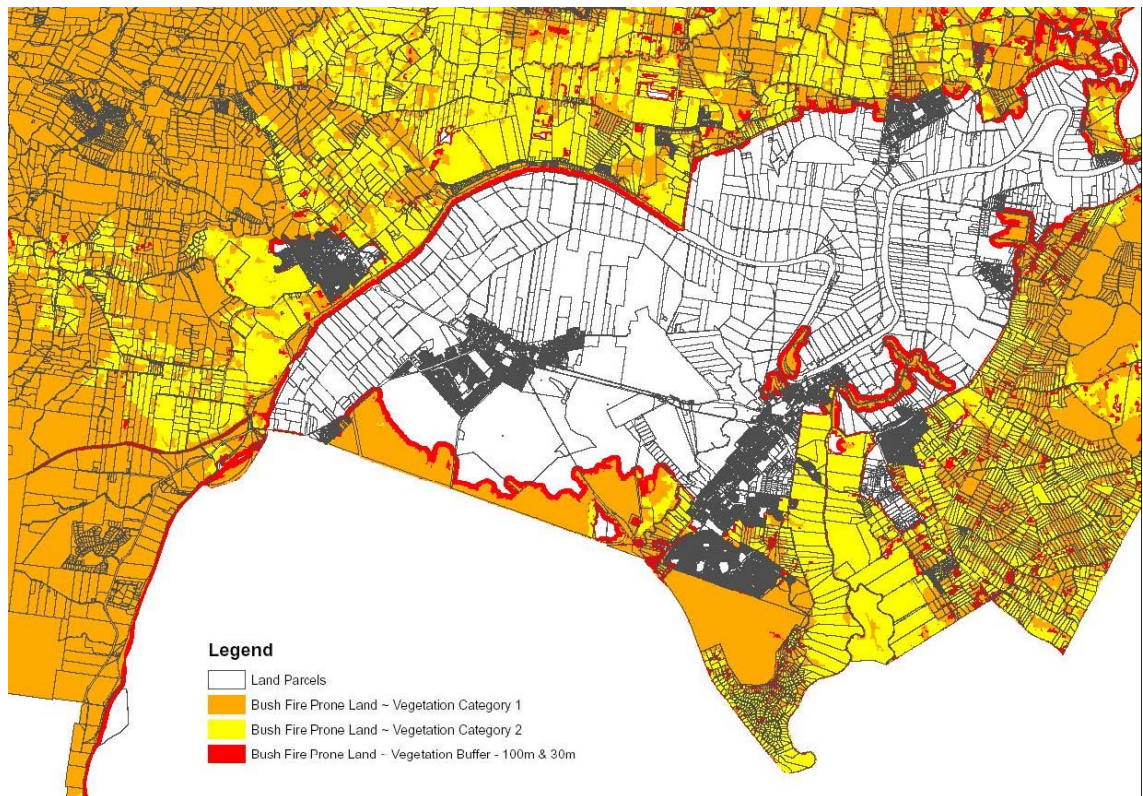 Legend
Land Parcels
Bush Fire Prone Land ~ Vegetation Category 1
Bush Fire Prone Land ~ Vegetation Category 2
Bush Fire Prone Land ~ Vegetation Buffer - 100m & 30m